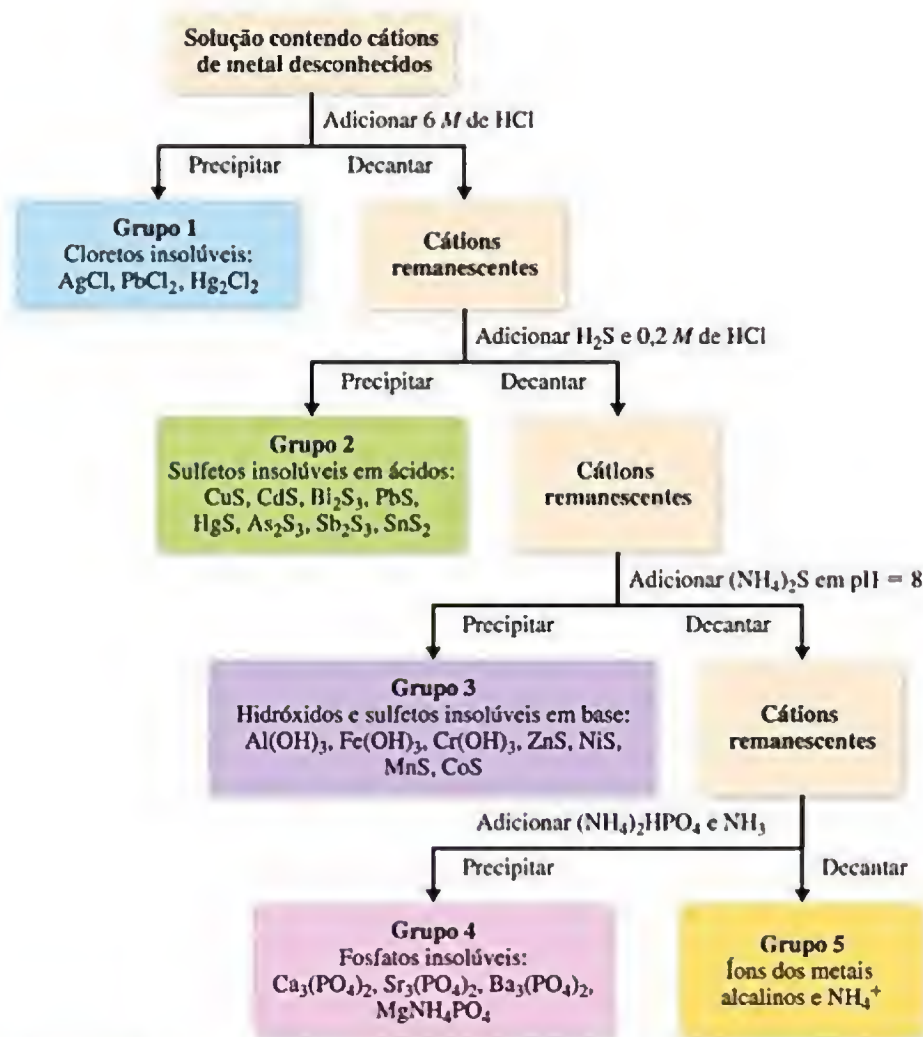 Solução contendo cátions
de metal desconhecidos
Adicionar 6 M de HCl
Precipitar
Decantar
Grupo 1
Cloretos insolúveis:
AgCl, PbCl₂, Hg₂Cl₂
Cátions
remanescentes
Adicionar H₂S e 0,2 M de HCl
Precipitar
Decantar
Grupo 2
Sulfetos insolúveis em ácidos:
CuS, CdS, Bi₂S₃, PbS,
HgS, As₂S₃, Sb₂S₃, SnS₂
Cátions
remanescentes
Adicionar (NH₄)₂S em pH = 8
Precipitar
Decantar
Grupo 3
Hidróxidos e sulfetos insolúveis em base:
Al(OH)₃, Fe(OH)₃, Cr(OH)₃, ZnS, NiS,
MnS, CoS
Cátions
remanescentes
Adicionar (NH₄)₂HPO₄ e NH₃
Precipitar
Decantar
Grupo 4
Fosfatos insolúveis:
Ca₃(PO₄)₂, Sr₃(PO₄)₂, Ba₃(PO₄)₂,
MgNH₄PO₄
Grupo 5
Íons dos metais
alcalinos e NH₄⁺